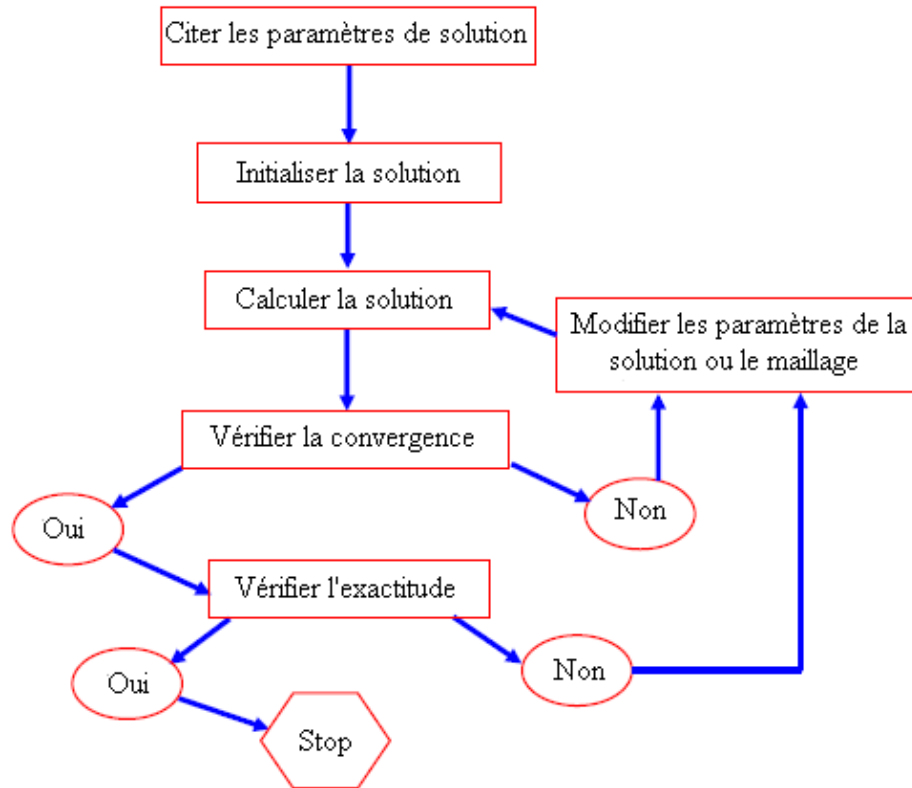 Citer les paramètres de solution
Initialiser la solution
Calculer la solution
Modifier les paramètres de la
solution ou le maillage
Vérifier la convergence
Oui
Non
Vérifier l'exactitude
Oui
Non
Stop